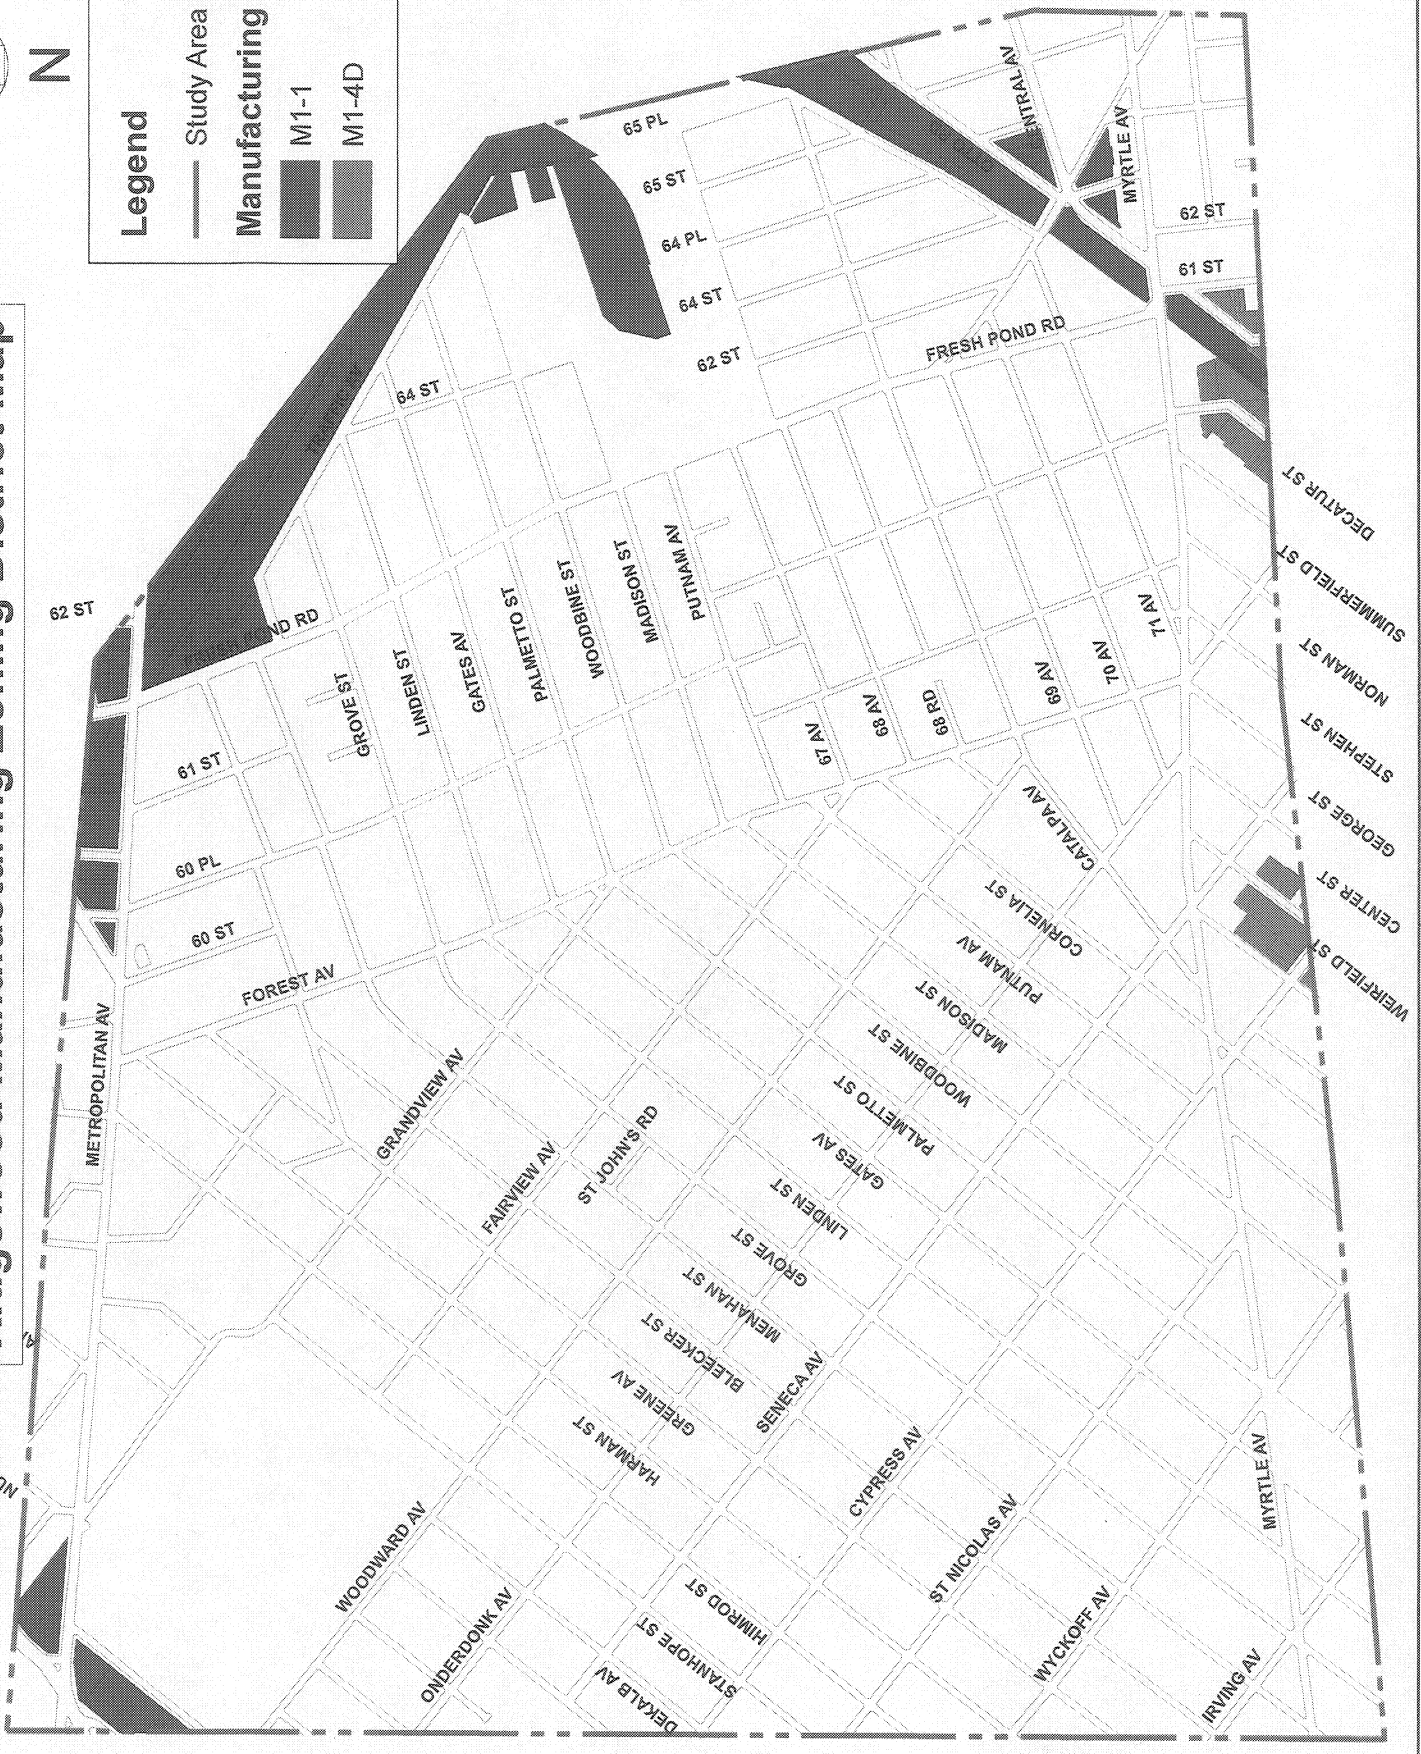 N
Legend
Study Area
Manufacturing
M1-1
M1-4D
65 PL
65 ST
64 PL
64 ST
62 ST
64 ST
62 ST
FRESH POND RD
MYRTLE AV
62 ST
61 ST
GROVE ST
LINDEN ST
GATES AV
PALMETTO ST
WOODBINE ST
MADISON ST
PUTNAM AV
61 ST
60 PL
60 ST
FOREST AV
METROPOLITAN AV
67 AV
68 AV
68 RD
69 AV
70 AV
71 AV
DECATUR ST
SUMMERFIELD ST
NORMAN ST
STEPHEN ST
GEORGE ST
CENTER ST
WEIRFIELD ST
CATALPA AV
CORNELIA ST
PUTNAM AV
MADISON ST
WOODBINE ST
PALMETTO ST
GATES AV
LINDEN ST
GROVE ST
MENAHAN ST
BLEECKER ST
GREENE AV
HARMAN ST
GRANDVIEW AV
FAIRVIEW AV
ST JOHN'S RD
SENECA AV
CYPRESS AV
ST NICOLAS AV
WOODWARD AV
ONDERDONK AV
HIMROD ST
STANHOPE ST
DEKALB AV
WYCKOFF AV
IRVING AV
MYRTLE AV